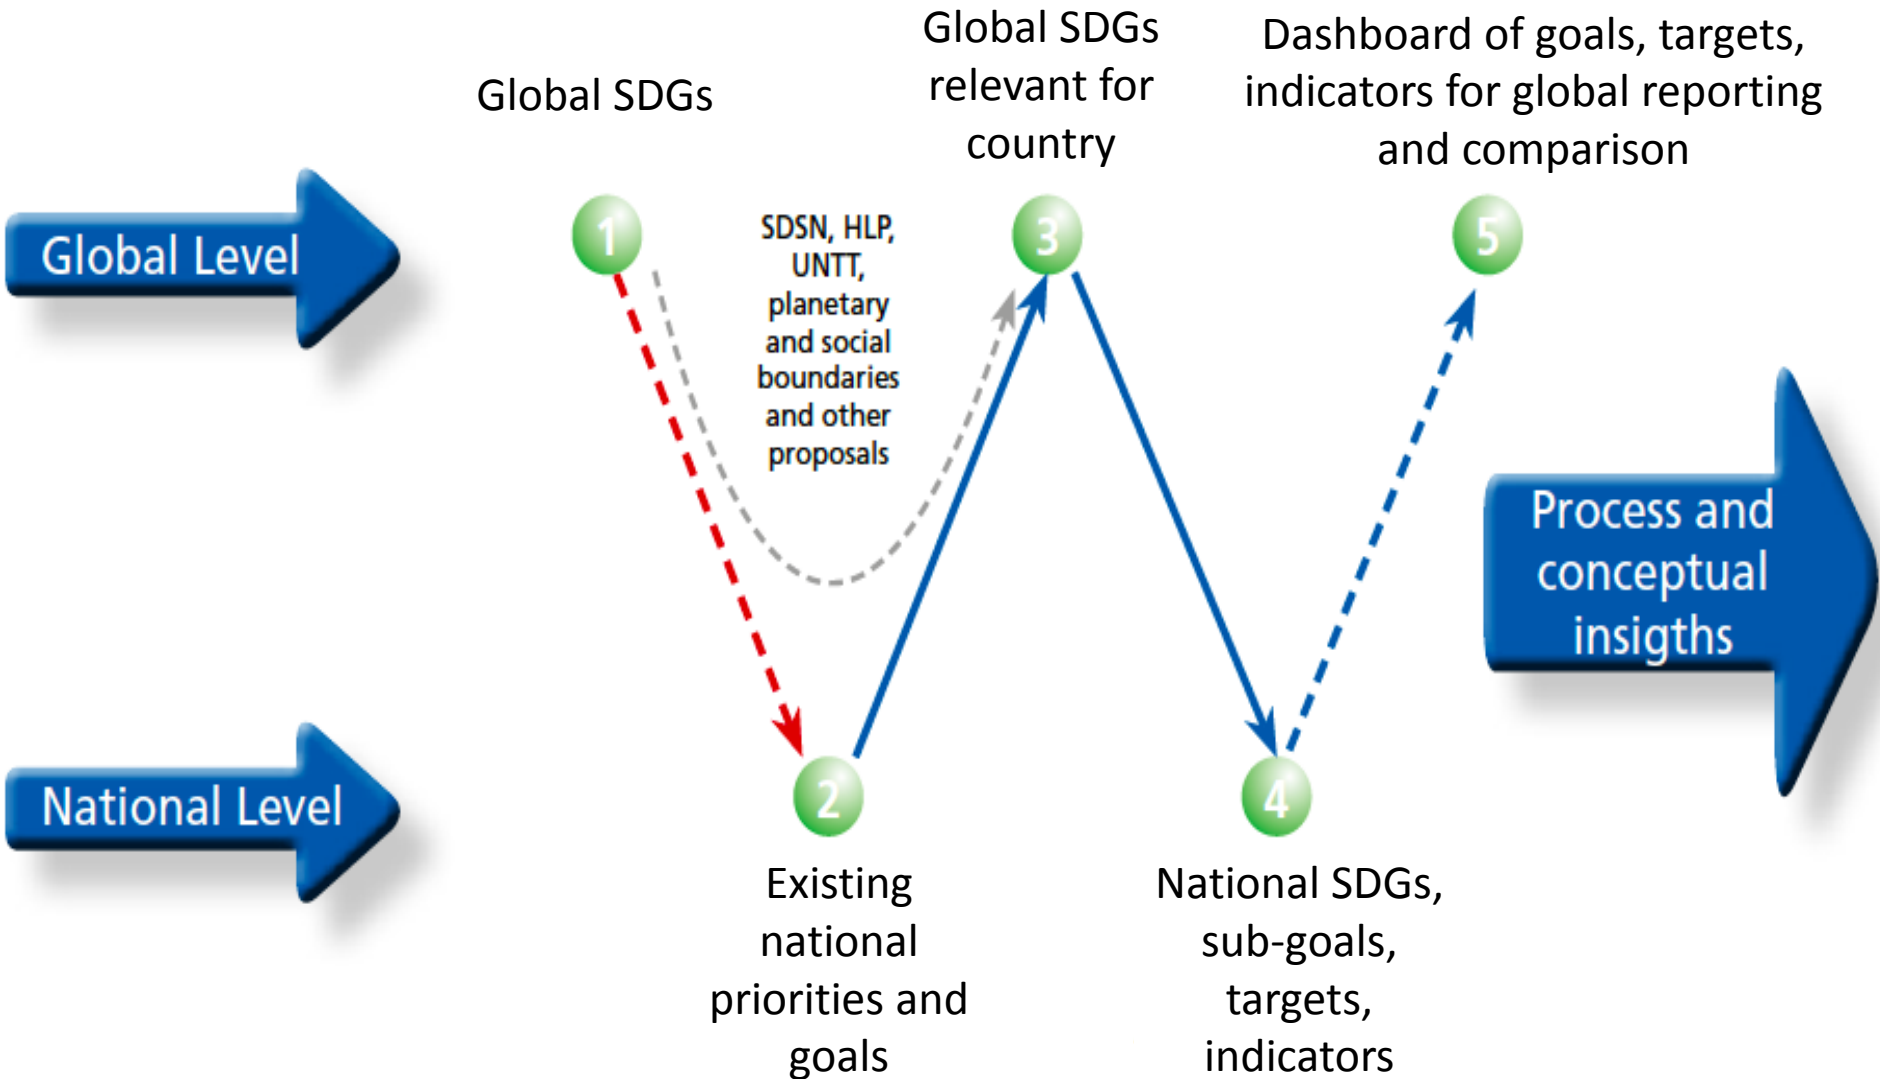 Global SDGs
Global SDGs
relevant for
country
Dashboard of goals, targets,
indicators for global reporting
and comparison
Global Level
1
SDSN, HLP,
UNTT,
planetary
and social
boundaries
and other
proposals
3
5
Process and
conceptual
insigths
National Level
2
4
Existing
national
priorities and
goals
National SDGs,
sub-goals,
targets,
indicators